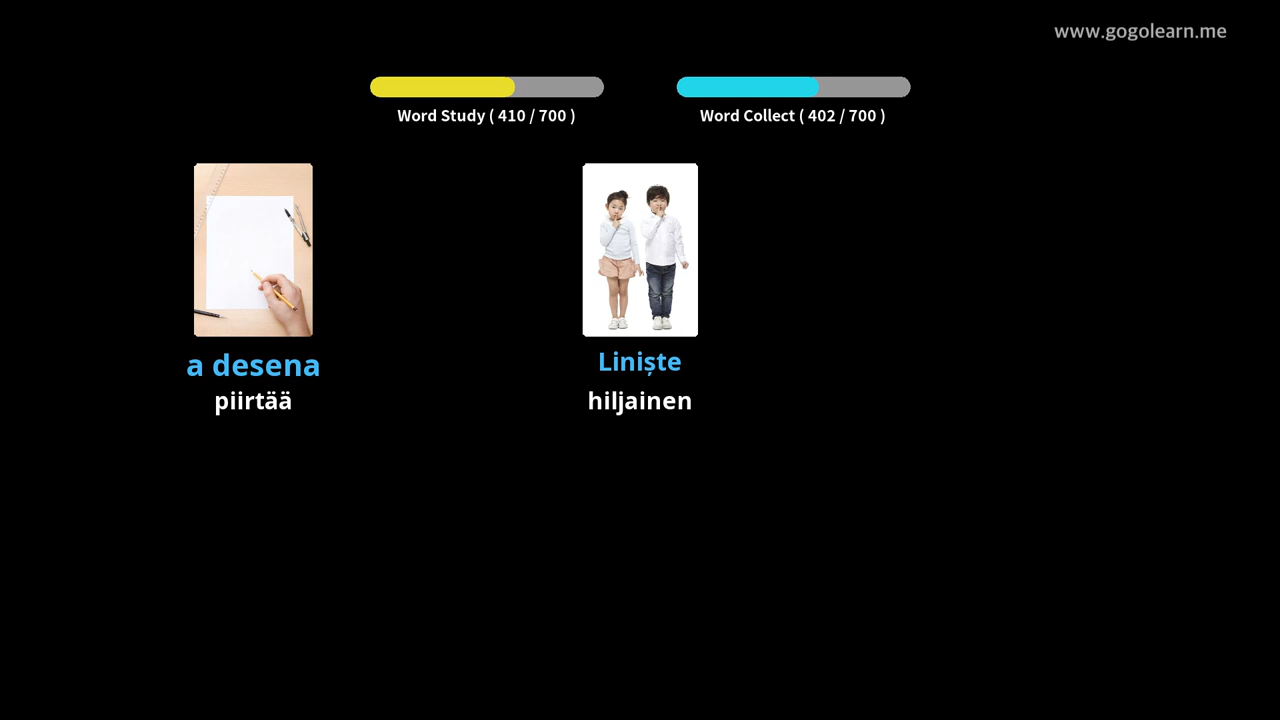 www.gogolearn.me
Word Study ( 410 / 700 )
Word Collect ( 402 / 700 )
a desena
piirtää
Liniște
hiljainen